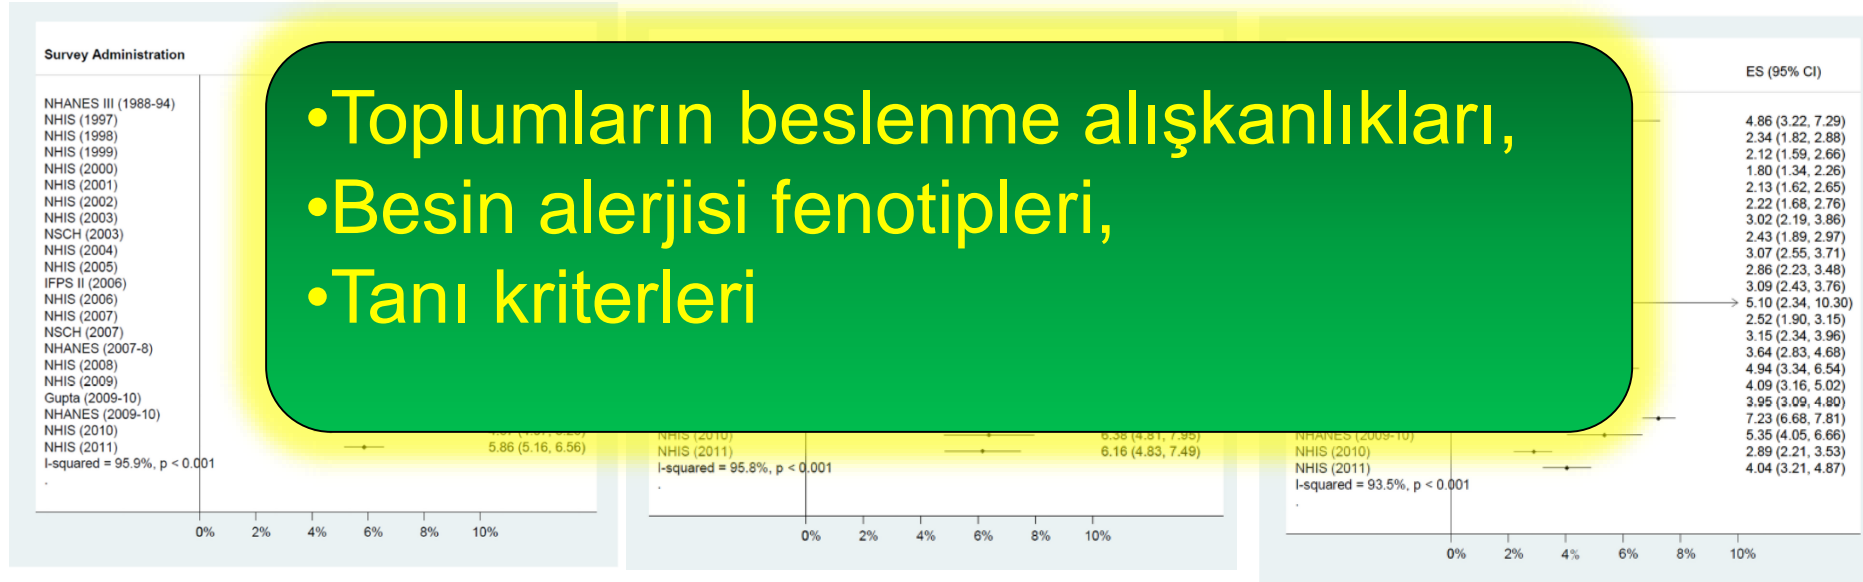 Survey Administration
NHANES III (1988-94)
NHIS (1997)
NHIS (1998)
NHIS (1999)
NHIS (2000)
NHIS (2001)
NHIS (2002)
NHIS (2003)
NSCH (2003)
NHIS (2004)
NHIS (2005)
IFPS II (2006)
NHIS (2006)
NHIS (2007)
NSCH (2007)
NHANES (2007-8)
NHIS (2008)
NHIS (2009)
Gupta (2009-10)
NHANES (2009-10)
NHIS (2010)
NHIS (2011) 5.86 (5.16, 6.56)
I-squared = 95.9%, p < 0.001
.
0% 2% 4% 6% 8% 10%
•Toplumların beslenme alışkanlıkları,
•Besin alerjisi fenotipleri,
•Tanı kriterleri
NHIS (2010) 6.38 (4.81, 7.95)
NHIS (2011) 6.16 (4.83, 7.49)
I-squared = 95.8%, p < 0.001
.
0% 2% 4% 6% 8% 10%
ES (95% CI)
4.86 (3.22, 7.29)
2.34 (1.82, 2.88)
2.12 (1.59, 2.66)
1.80 (1.34, 2.26)
2.13 (1.62, 2.65)
2.22 (1.68, 2.76)
3.02 (2.19, 3.86)
2.43 (1.89, 2.97)
3.07 (2.55, 3.71)
2.86 (2.23, 3.48)
3.09 (2.43, 3.76)
5.10 (2.34, 10.30)
2.52 (1.90, 3.15)
3.15 (2.34, 3.96)
3.64 (2.83, 4.68)
4.94 (3.34, 6.54)
4.09 (3.16, 5.02)
3.95 (3.09, 4.80)
7.23 (6.68, 7.81)
NHANES (2009-10) 5.35 (4.05, 6.66)
NHIS (2010) 2.89 (2.21, 3.53)
NHIS (2011) 4.04 (3.21, 4.87)
I-squared = 93.5%, p < 0.001
.
0% 2% 4% 6% 8% 10%